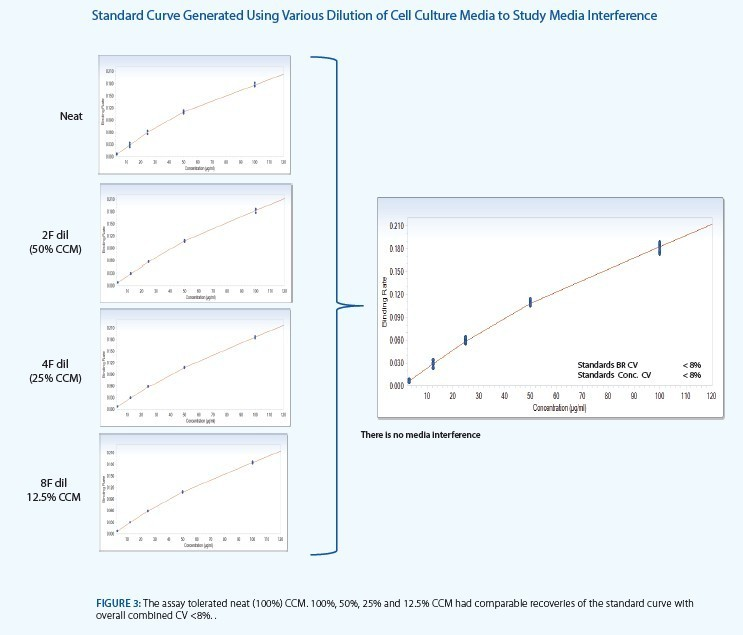 Standard Curve Generated Using Various Dilution of Cell Culture Media to Study Media Interference
Neat
2F dil
(50% CCM)
4F dil
(25% CCM)
8F dil
12.5% CCM
Binding Rate
0.210
0.180
0.150
0.120
0.090
0.060
0.030
0.000
10 20 30 40 50 60 70 80 90 100 110 120
Concentration (µg/ml)
Standards BR CV < 8%
Standards Conc. CV < 8%
There is no media interference
FIGURE 3: The assay tolerated neat (100%) CCM. 100%, 50%, 25% and 12.5% CCM had comparable recoveries of the standard curve with
overall combined CV <8%. .